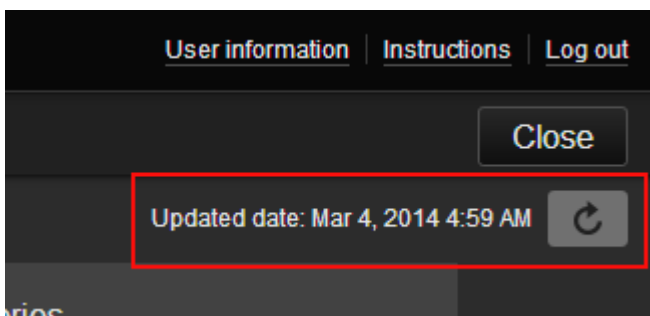 User information Instructions Log out
Close
Updated date: Mar 4, 2014 4:59 AM